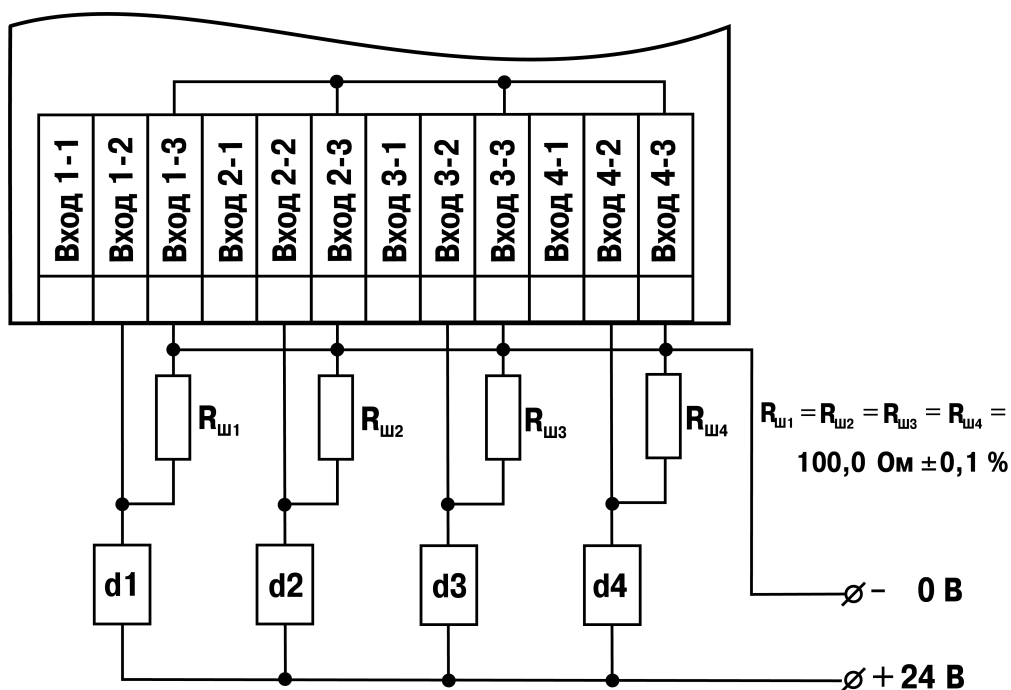 Вход 1-1
Вход 1-2
Вход 1-3
Вход 2-1
Вход 2-2
Вход 2-3
Вход 3-1
Вход 3-2
Вход 3-3
Вход 4-1
Вход 4-2
Вход 4-3
Rш1
Rш2
Rш3
Rш4
Rш1 = Rш2 = Rш3 = Rш4 =
100,0 Ом ±0,1 %
d1
d2
d3
d4
− 0 В
+ 24 В